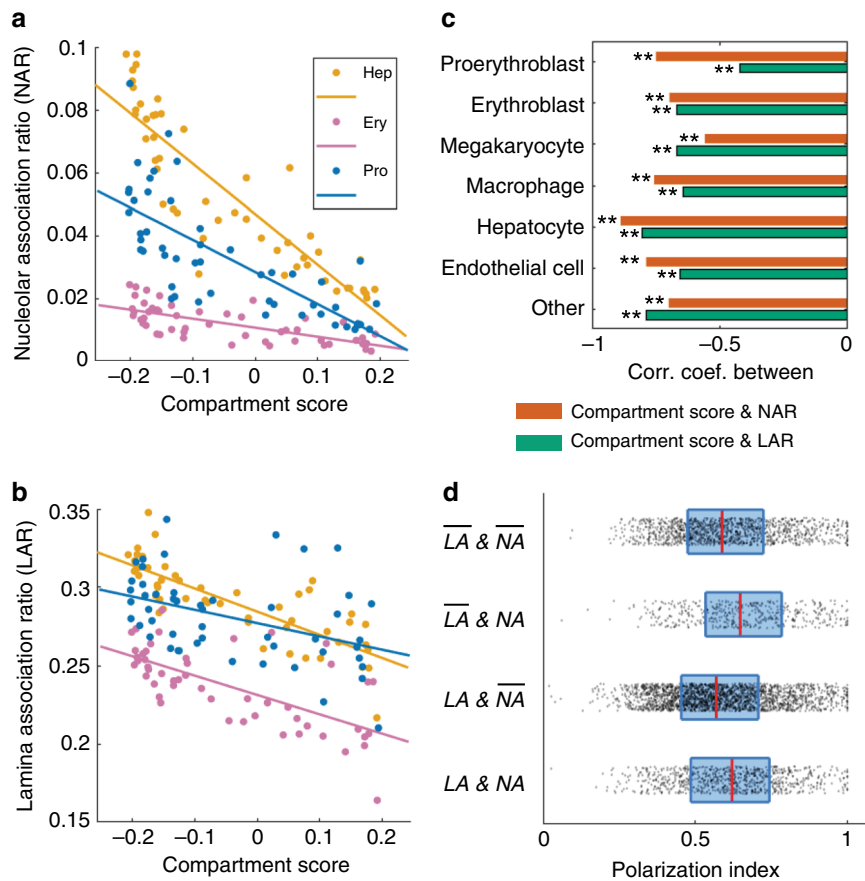 a
Nucleolar association ratio (NAR)
0.1
0.08
0.06
0.04
0.02
0
Hep
Ery
Pro
−0.2 −0.1 0 0.1 0.2
Compartment score
c
Proerythroblast
Erythroblast
Megakaryocyte
Macrophage
Hepatocyte
Endothelial cell
Other
** **
** **
** **
** **
** **
** **
** **
−1 −0.5 0
Corr. coef. between
Compartment score & NAR
Compartment score & LAR
b
Lamina association ratio (LAR)
0.35
0.3
0.25
0.2
0.15
−0.2 −0.1 0 0.1 0.2
Compartment score
d
L̅A̅ & N̅A̅
L̅A̅ & NA
LA & N̅A̅
LA & NA
0 0.5 1
Polarization index